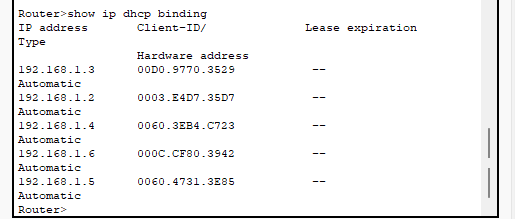 Router>show ip dhcp binding
IP address       Client-ID/              Lease expiration
Type
                 Hardware address
192.168.1.3      00D0.9770.3529           --
Automatic
192.168.1.2      0003.E4D7.35D7           --
Automatic
192.168.1.4      0060.3EB4.C723           --
Automatic
192.168.1.6      000C.CF80.3942           --
Automatic
192.168.1.5      0060.4731.3E85           --
Automatic
Router>